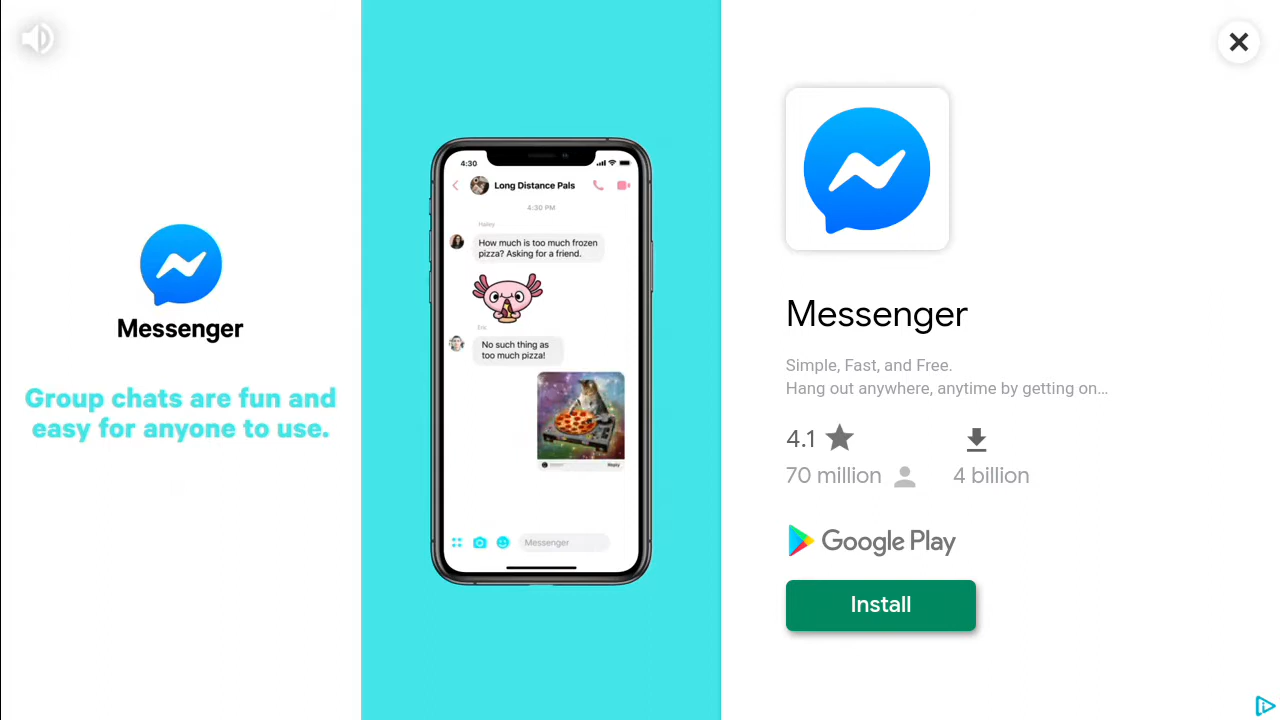 Messenger
Group chats are fun and
easy for anyone to use.
4:30
Long Distance Pals
4:30 PM
Haley
How much is too much frozen
pizza? Asking for a friend.
Eric
No such thing as
too much pizza!
Reply
Messenger
Messenger
Simple, Fast, and Free.
Hang out anywhere, anytime by getting on…
4.1
70 million
4 billion
Google Play
Install